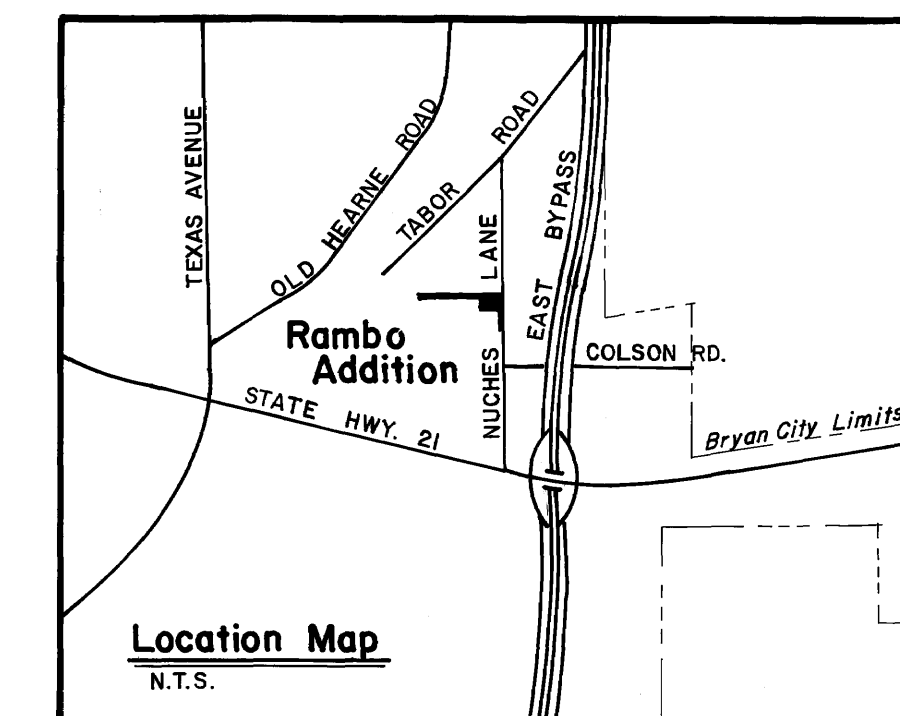 TEXAS AVENUE
OLD HEARNE ROAD
TABOR ROAD
NUCHES LANE
EAST BYPASS
Rambo
Addition
COLSON RD.
STATE HWY. 21
Bryan City Limits
Location Map
N.T.S.